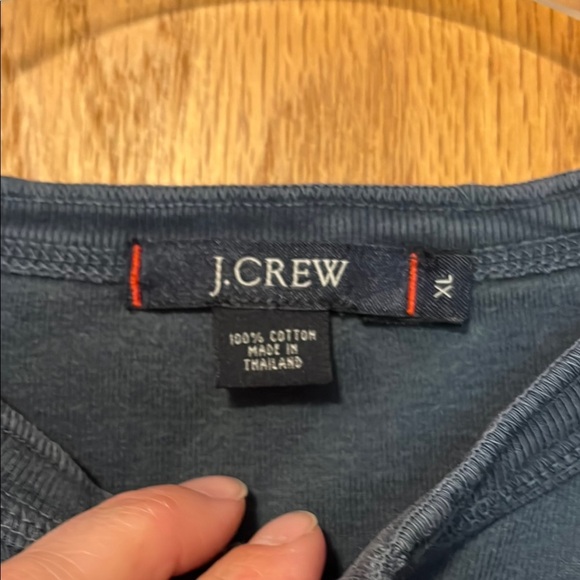 J.CREW
XL
100% COTTON
MADE IN
THAILAND